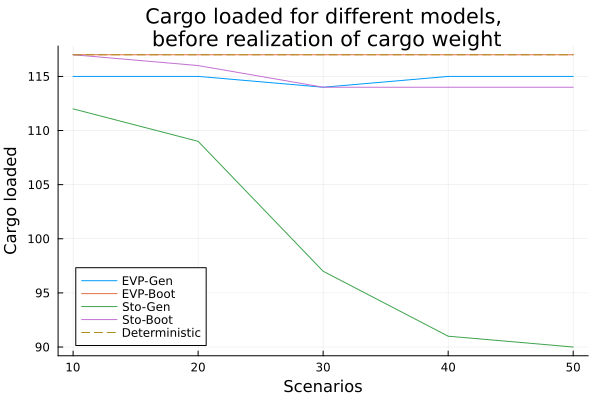 Cargo loaded for different models,
before realization of cargo weight
Cargo loaded
115
110
105
100
95
90
EVP-Gen
EVP-Boot
Sto-Gen
Sto-Boot
Deterministic
10 20 30 40 50
Scenarios